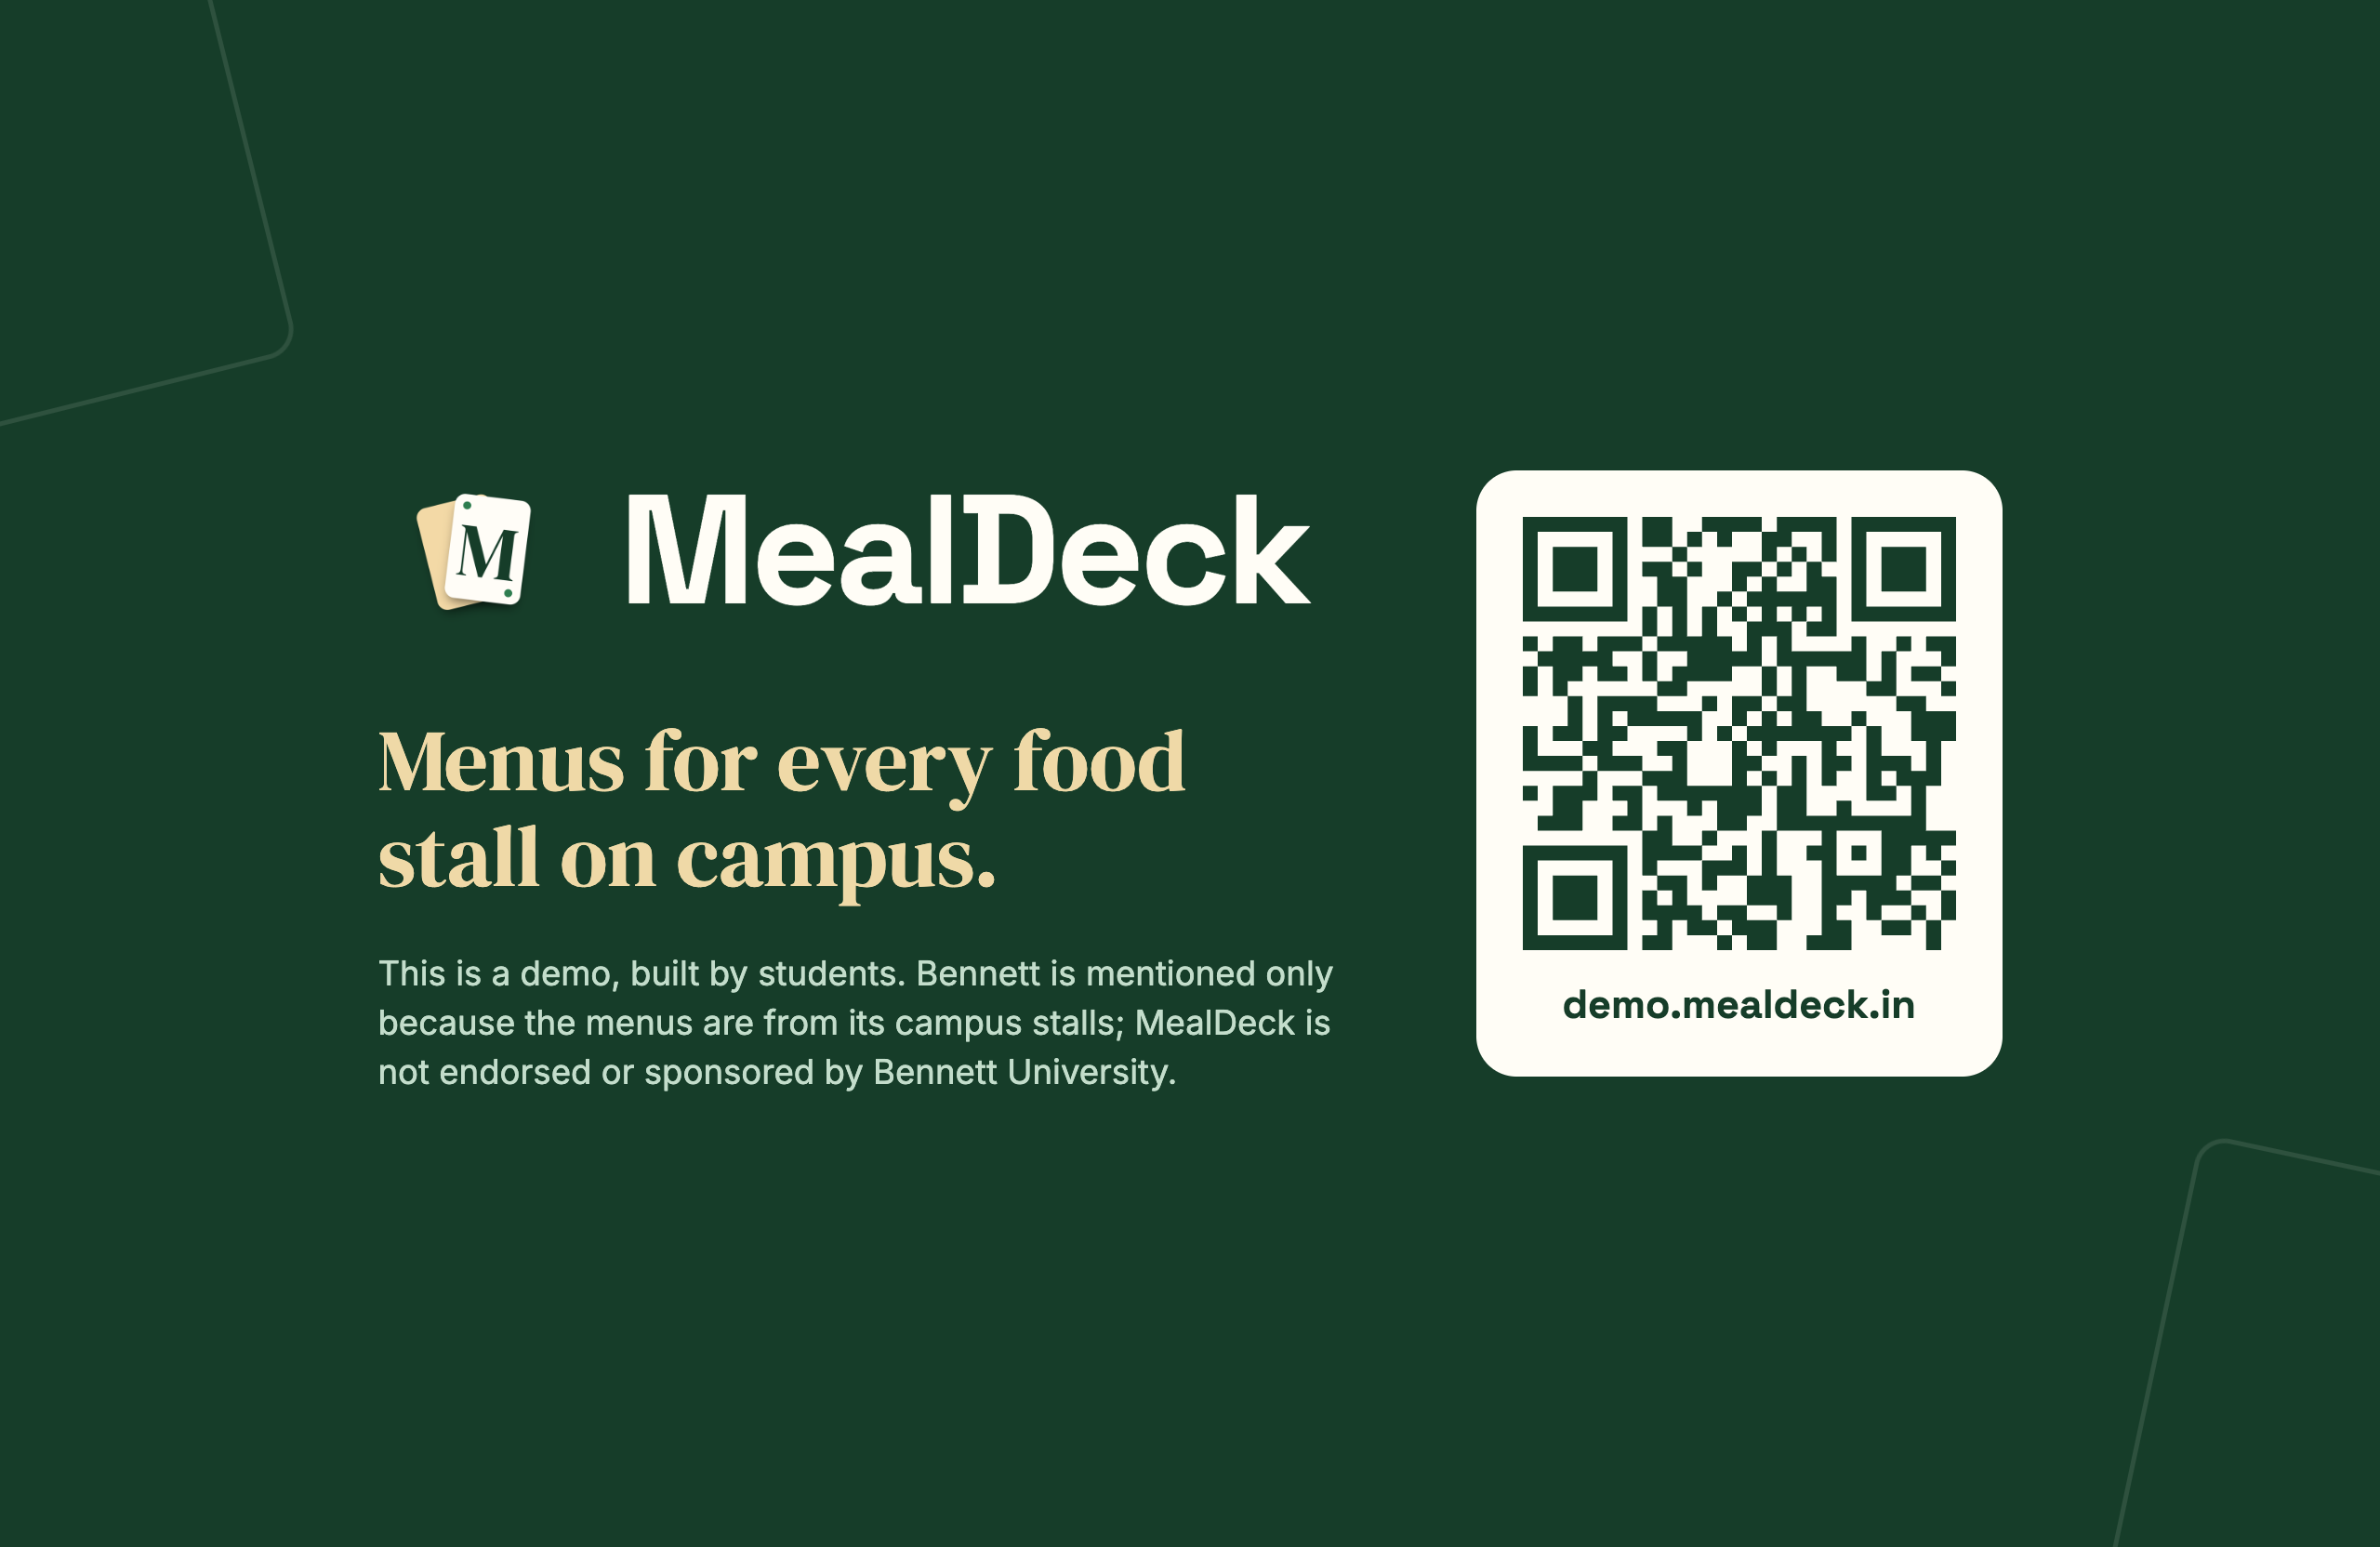 M
MealDeck
Menus for every food
stall on campus.
This is a demo, built by students. Bennett is mentioned only
because the menus are from its campus stalls; MealDeck is
not endorsed or sponsored by Bennett University.
demo.mealdeck.in